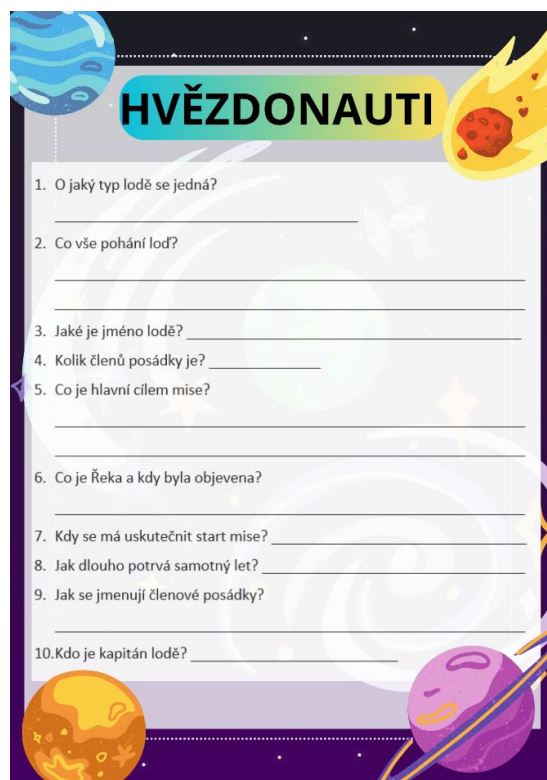 HVĚZDONAUTI
1. O jaký typ lodě se jedná?
2. Co vše pohání loď?
3. Jaké je jméno lodě?
4. Kolik členů posádky je?
5. Co je hlavní cílem mise?
6. Co je Řeka a kdy byla objevena?
7. Kdy se má uskutečnit start mise?
8. Jak dlouho potrvá samotný let?
9. Jak se jmenují členové posádky?
10.Kdo je kapitán lodě?